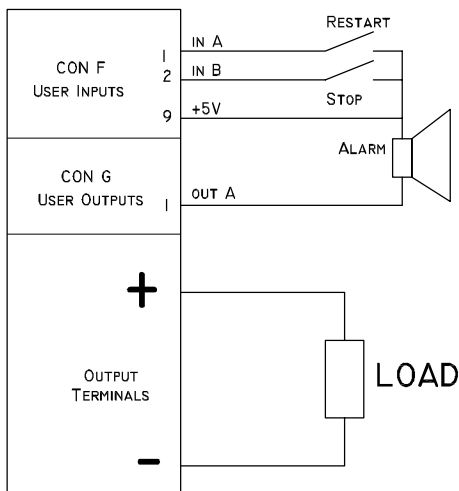 RESTART
1 IN A
CON F
2 IN B
USER INPUTS
STOP
9 +5V
ALARM
CON G
USER OUTPUTS
1 OUT A
+
LOAD
OUTPUT
TERMINALS
-